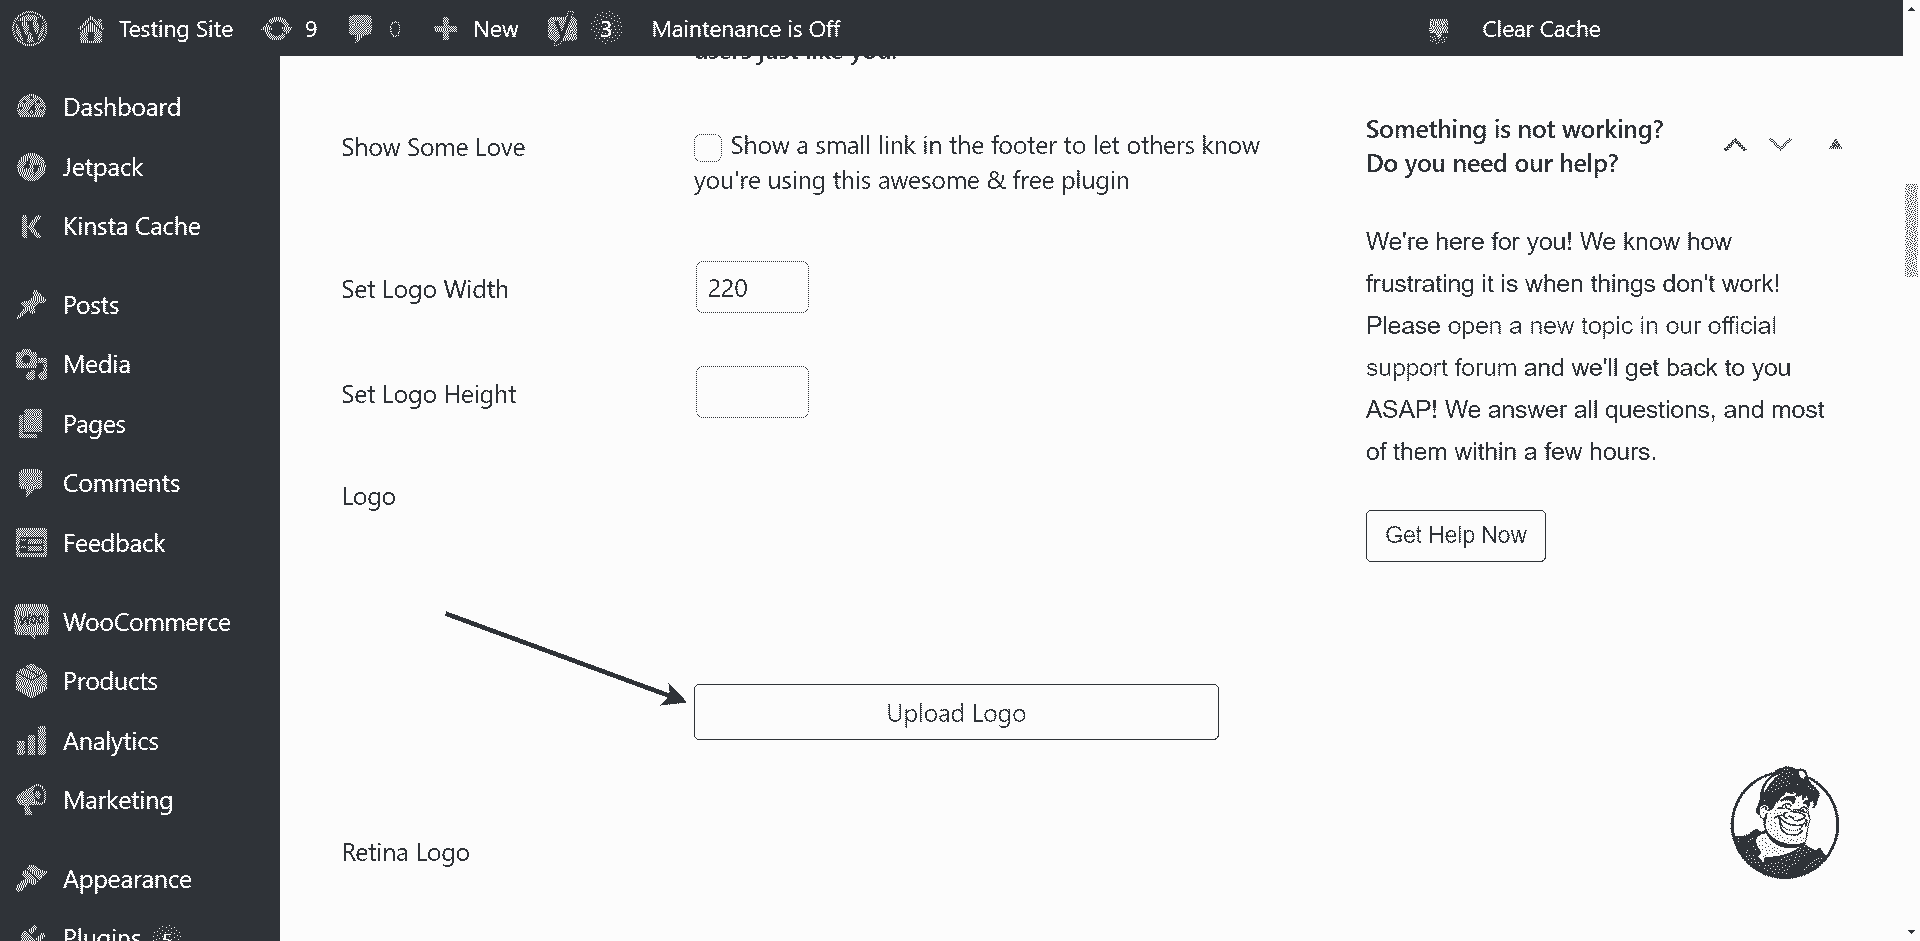 Testing Site 9 0 New 3 Maintenance is Off Clear Cache
users just like you!
Dashboard
Jetpack
Kinsta Cache
Posts
Media
Pages
Comments
Feedback
WooCommerce
Products
Analytics
Marketing
Appearance
Plugins 5
Show Some Love
Show a small link in the footer to let others know
you're using this awesome & free plugin
Set Logo Width
220
Set Logo Height
Logo
Upload Logo
Retina Logo
Something is not working?
Do you need our help?
We're here for you! We know how
frustrating it is when things don't work!
Please open a new topic in our official
support forum and we'll get back to you
ASAP! We answer all questions, and most
of them within a few hours.
Get Help Now